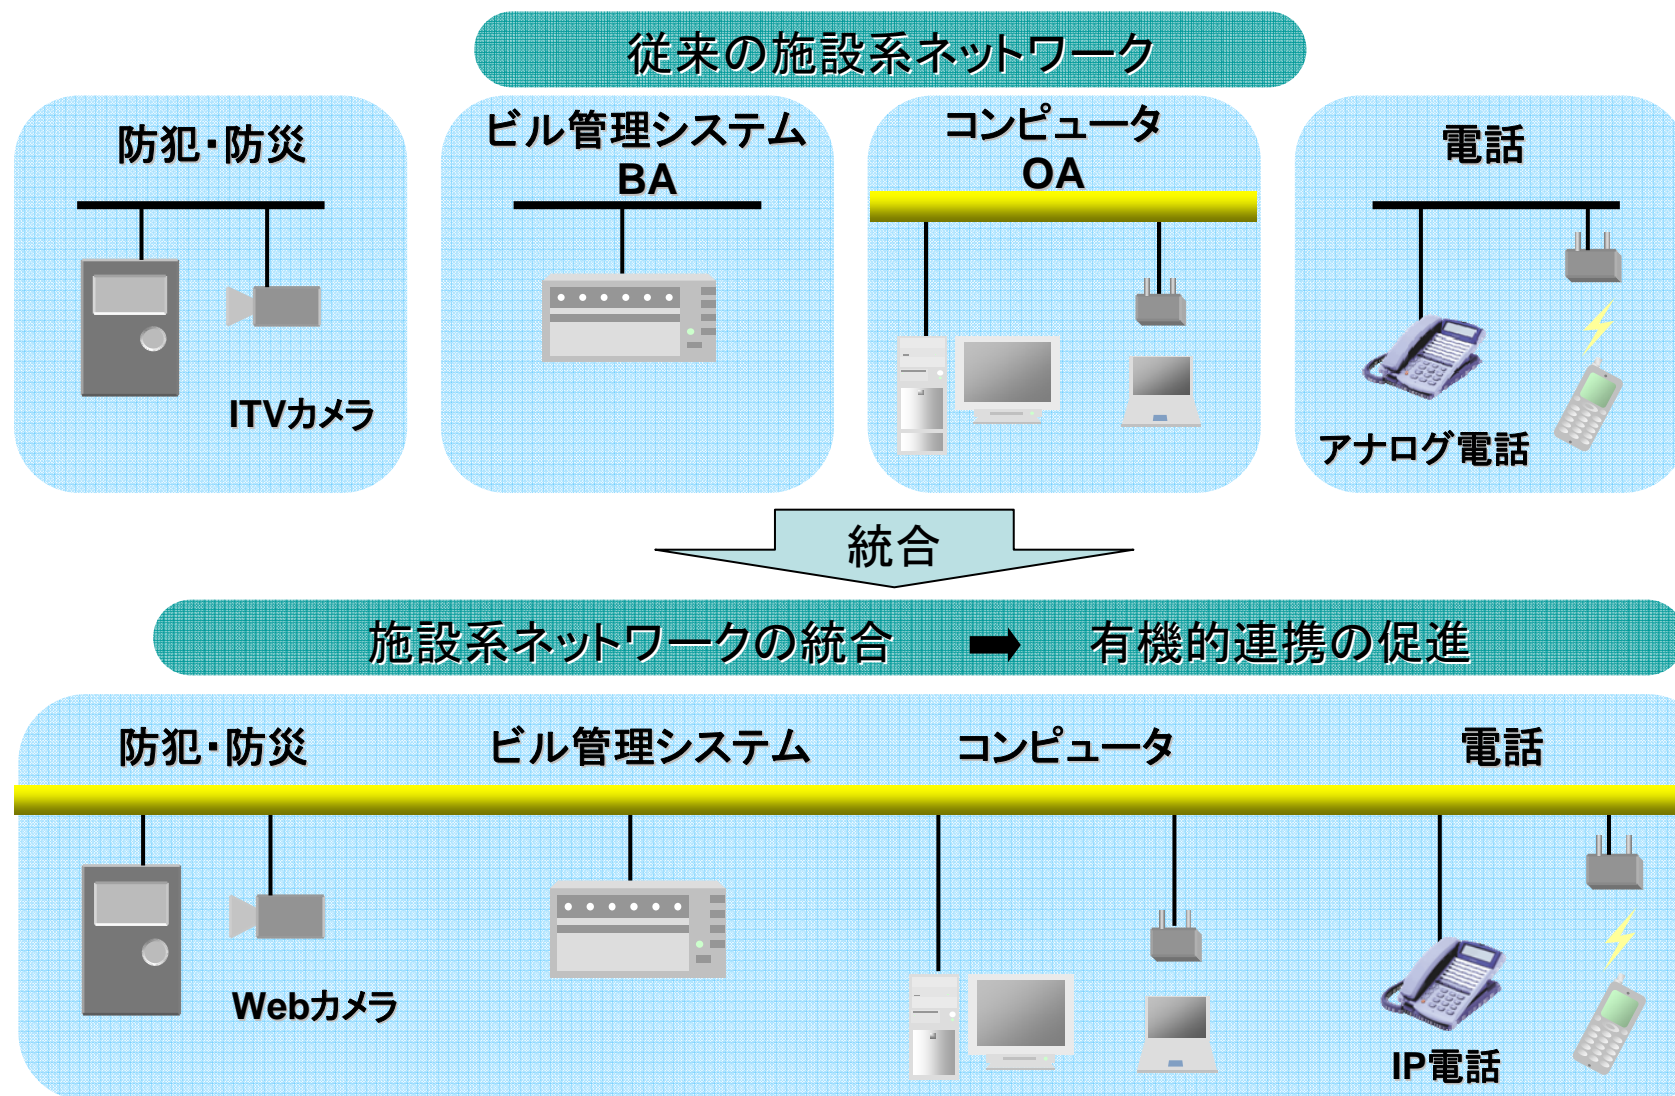 従来の施設系ネットワーク
防犯・防災
ビル管理システム
BA
コンピュータ
OA
電話
ITVカメラ
アナログ電話
統合
施設系ネットワークの統合 ➡ 有機的連携の促進
防犯・防災
ビル管理システム
コンピュータ
電話
Webカメラ
IP電話